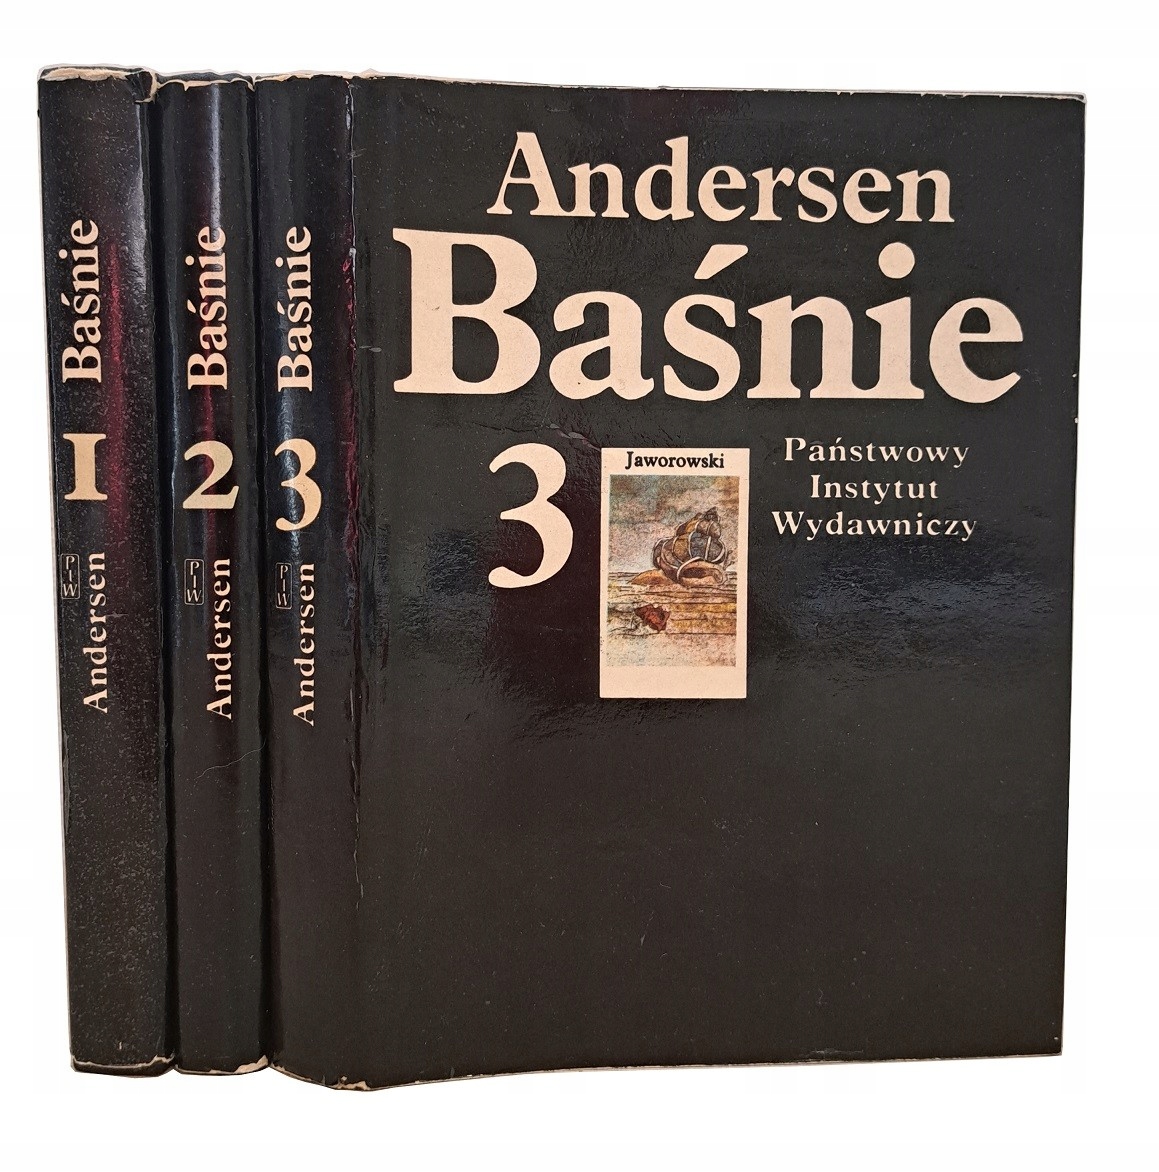 Baśnie
1
PIW
Andersen
Baśnie
2
PIW
Andersen
Baśnie
3
PIW
Andersen
Andersen
Baśnie
3
Jaworowski
Państwowy
Instytut
Wydawniczy